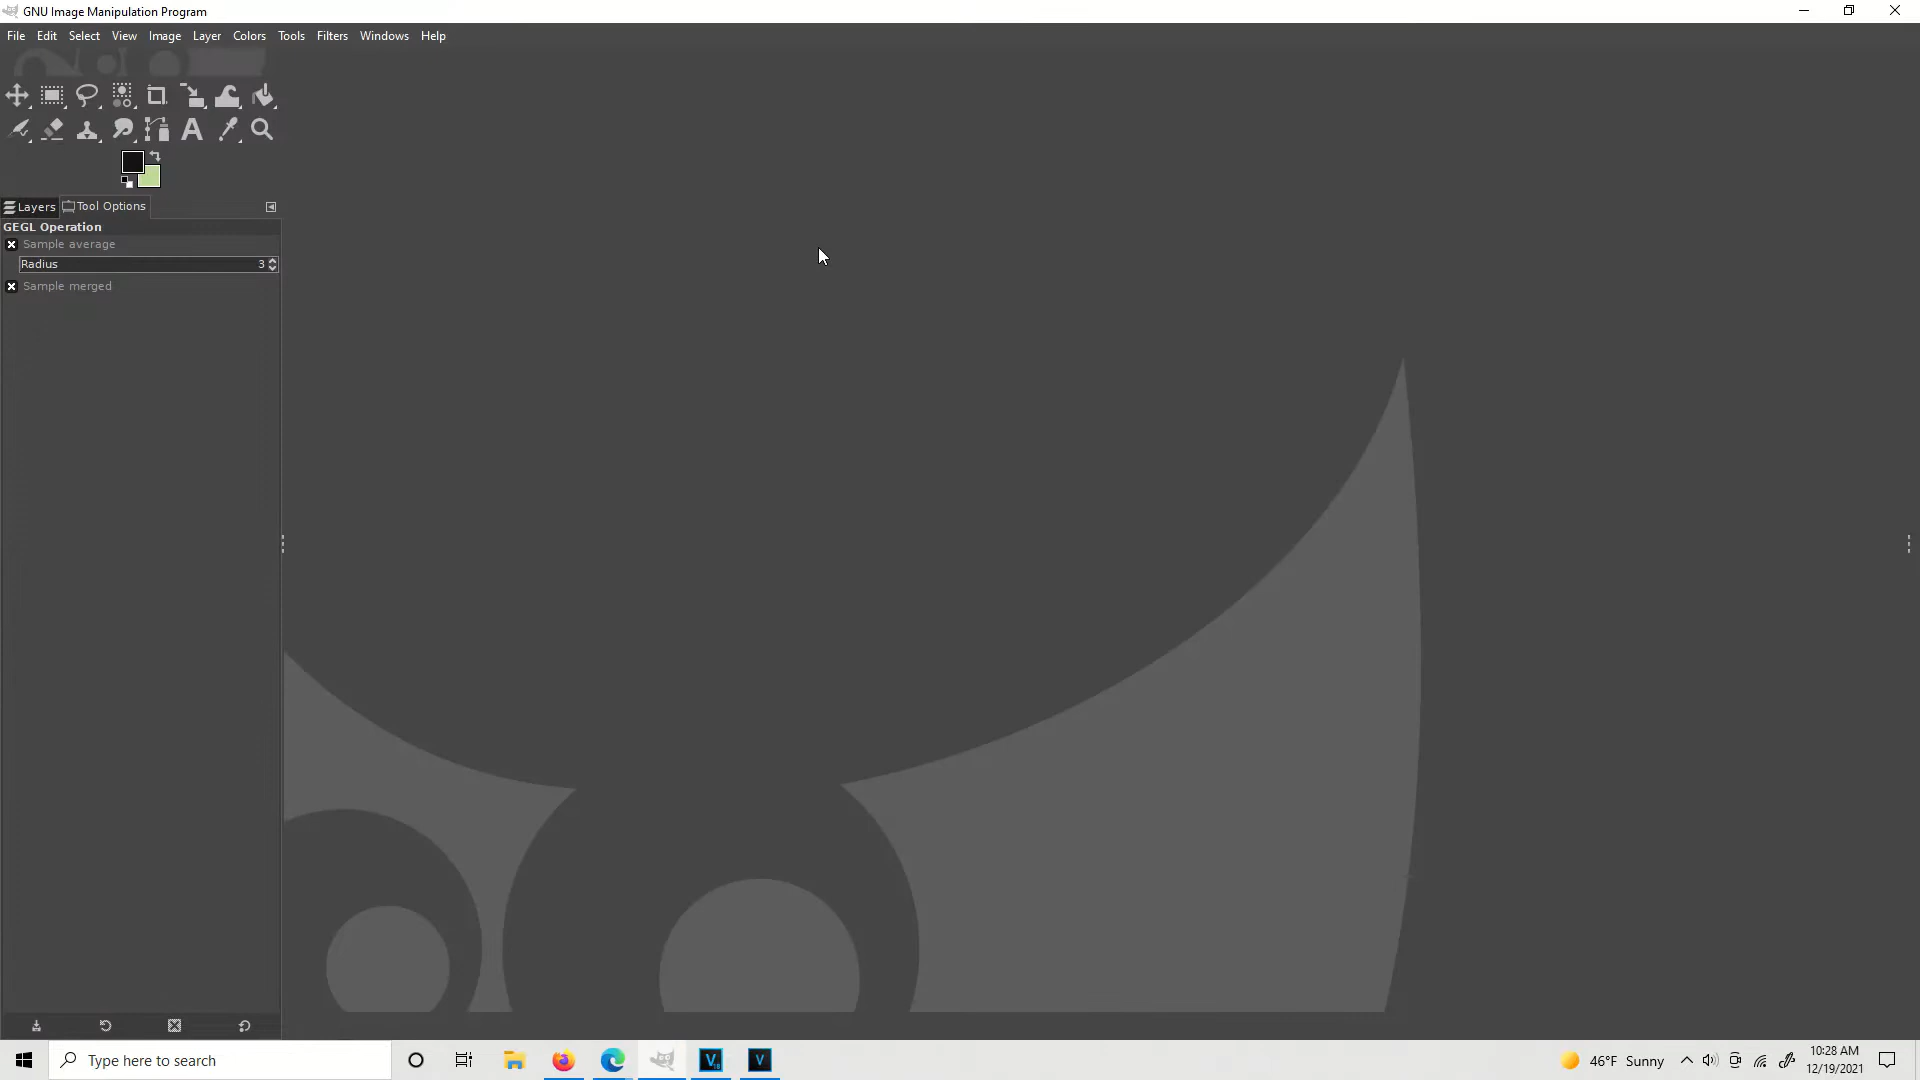 GNU Image Manipulation Program
File Edit Select View Image Layer Colors Tools Filters Windows Help
Layers Tool Options
GEGL Operation
Sample average
Radius 3
Sample merged
Type here to search
46°F Sunny
10:28 AM
12/19/2021